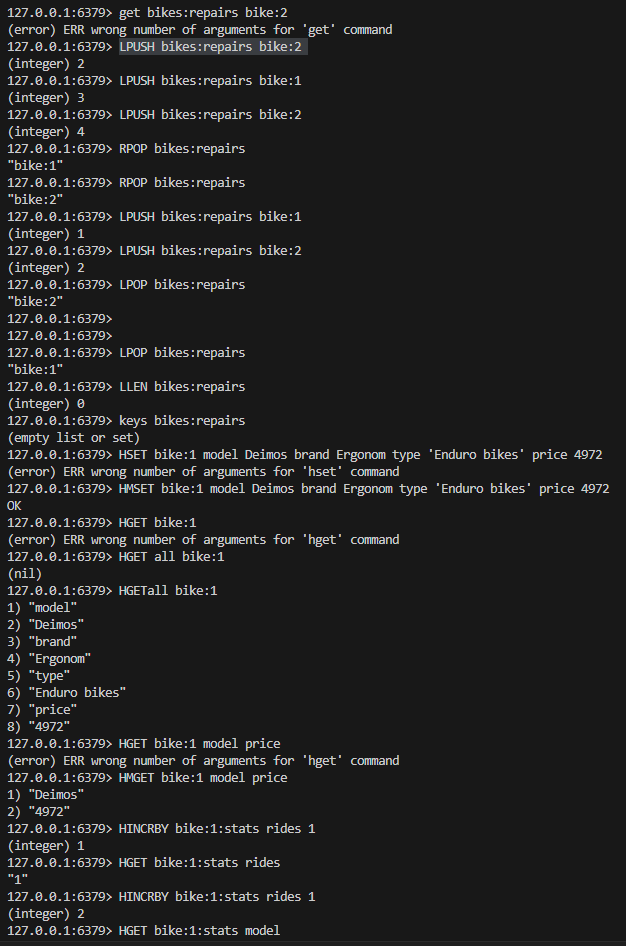 127.0.0.1:6379> get bikes:repairs bike:2
(error) ERR wrong number of arguments for 'get' command
127.0.0.1:6379> LPUSH bikes:repairs bike:2
(integer) 2
127.0.0.1:6379> LPUSH bikes:repairs bike:1
(integer) 3
127.0.0.1:6379> LPUSH bikes:repairs bike:2
(integer) 4
127.0.0.1:6379> RPOP bikes:repairs
"bike:1"
127.0.0.1:6379> RPOP bikes:repairs
"bike:2"
127.0.0.1:6379> LPUSH bikes:repairs bike:1
(integer) 1
127.0.0.1:6379> LPUSH bikes:repairs bike:2
(integer) 2
127.0.0.1:6379> LPOP bikes:repairs
"bike:2"
127.0.0.1:6379>
127.0.0.1:6379>
127.0.0.1:6379> LPOP bikes:repairs
"bike:1"
127.0.0.1:6379> LLEN bikes:repairs
(integer) 0
127.0.0.1:6379> keys bikes:repairs
(empty list or set)
127.0.0.1:6379> HSET bike:1 model Deimos brand Ergonom type 'Enduro bikes' price 4972
(error) ERR wrong number of arguments for 'hset' command
127.0.0.1:6379> HMSET bike:1 model Deimos brand Ergonom type 'Enduro bikes' price 4972
OK
127.0.0.1:6379> HGET bike:1
(error) ERR wrong number of arguments for 'hget' command
127.0.0.1:6379> HGET all bike:1
(nil)
127.0.0.1:6379> HGETall bike:1
1) "model"
2) "Deimos"
3) "brand"
4) "Ergonom"
5) "type"
6) "Enduro bikes"
7) "price"
8) "4972"
127.0.0.1:6379> HGET bike:1 model price
(error) ERR wrong number of arguments for 'hget' command
127.0.0.1:6379> HMGET bike:1 model price
1) "Deimos"
2) "4972"
127.0.0.1:6379> HINCRBY bike:1:stats rides 1
(integer) 1
127.0.0.1:6379> HGET bike:1:stats rides
"1"
127.0.0.1:6379> HINCRBY bike:1:stats rides 1
(integer) 2
127.0.0.1:6379> HGET bike:1:stats model